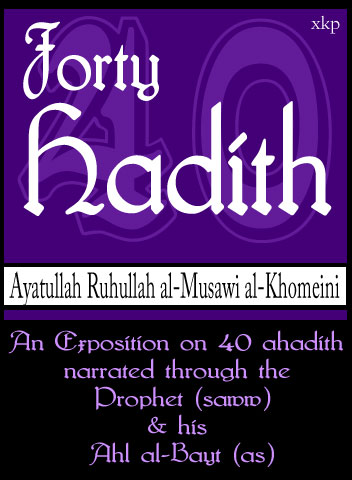 xkp
40
Forty
Hadith
Ayatullah Ruhullah al-Musawi al-Khomeini
An Exposition on 40 ahadith
narrated through the
Prophet (saww)
& his
Ahl al-Bayt (as)